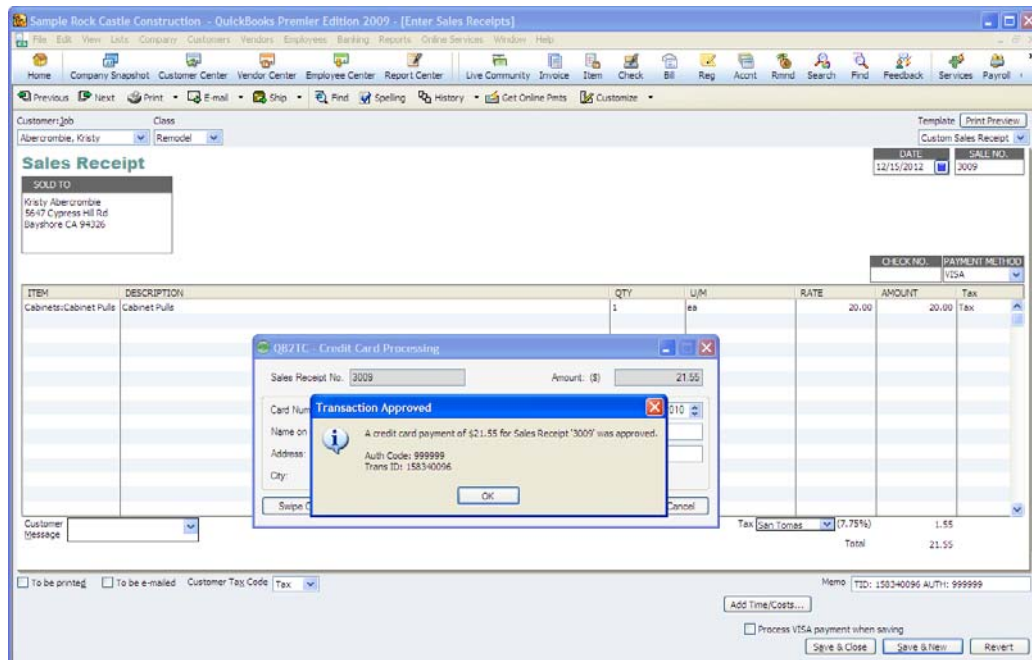 Sample Rock Castle Construction - QuickBooks Premier Edition 2009 - [Enter Sales Receipts]
File Edit View Lists Company Customers Vendors Employees Banking Reports Online Services Window Help
Home Company Snapshot Customer Center Vendor Center Employee Center Report Center Live Community Invoice Item Check Bill Reg Accnt Rmnd Search Find Feedback Services Payroll
Previous Next Print E-mail Ship Find Spelling History Get Online Pmts Customize
Customer:Job Class Template Print Preview
Abercrombie, Kristy Remodel Custom Sales Receipt
Sales Receipt
DATE SALE NO.
12/15/2012 3009
SOLD TO
Kristy Abercrombie
5647 Cypress Hill Rd
Bayshore CA 94326
CHECK NO. PAYMENT METHOD
VISA
ITEM DESCRIPTION QTY U/M RATE AMOUNT Tax
Cabinets:Cabinet Pulls Cabinet Pulls 1 ea 20.00 20.00 Tax
QB2TC - Credit Card Processing
Sales Receipt No. 3009 Amount: ($) 21.55
Card Num 010
Name on
Address:
City:
Swipe C Cancel
Transaction Approved
A credit card payment of $21.55 for Sales Receipt '3009' was approved.
Auth Code: 999999
Trans ID: 158340096
OK
Customer Message
Tax San Tomas (7.75%) 1.55
Total 21.55
To be printed To be e-mailed Customer Tax Code Tax Memo TID: 158340096 AUTH: 999999
Add Time/Costs...
Process VISA payment when saving
Save & Close Save & New Revert